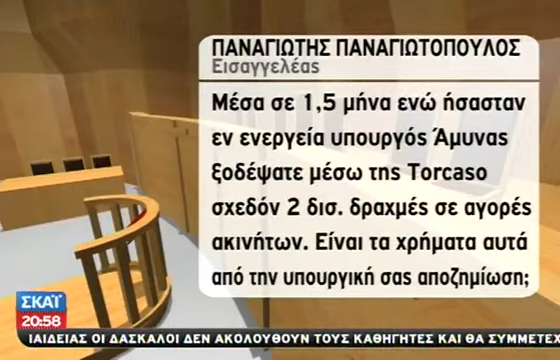 ΠΑΝΑΓΙΩΤΗΣ ΠΑΝΑΓΙΩΤΟΠΟΥΛΟΣ
Εισαγγελέας
Μέσα σε 1,5 μήνα ενώ ήσασταν
εν ενεργεία υπουργός Άμυνας
ξοδέψατε μέσω της Torcaso
σχεδόν 2 δισ. δραχμές σε αγορές
ακινήτων. Είναι τα χρήματα αυτά
από την υπουργική σας αποζημίωση;
ΣΚΑΪ
20:58
ΙΑΙΔΕΙΑΣ ΟΙ ΔΑΣΚΑΛΟΙ ΔΕΝ ΑΚΟΛΟΥΘΟΥΝ ΤΟΥΣ ΚΑΘΗΓΗΤΕΣ ΚΑΙ ΘΑ ΣΥΜΜΕΤΕΣ